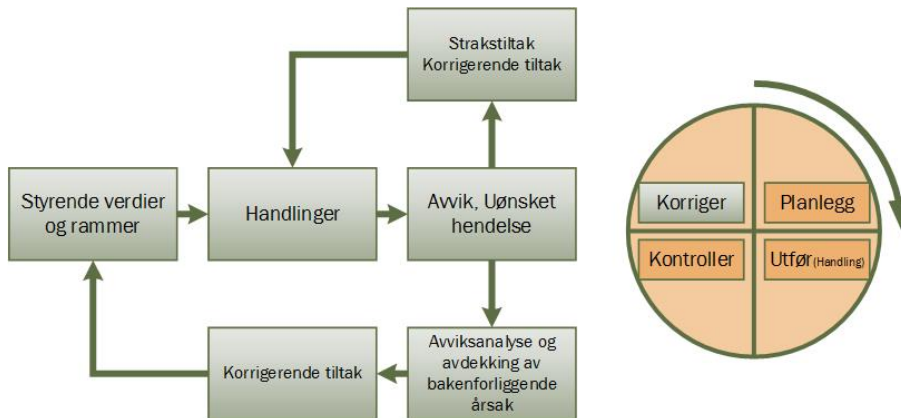 Strakstiltak
Korrigerende tiltak
Styrende verdier
og rammer
Handlinger
Avvik, Uønsket
hendelse
Korrigerende tiltak
Avviksanalyse og
avdekking av
bakenforliggende
årsak
Korriger
Planlegg
Kontroller
Utfør(Handling)